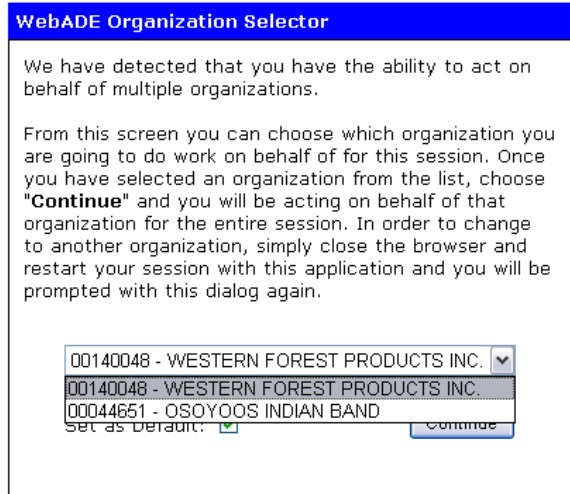 WebADE Organization Selector
We have detected that you have the ability to act on
behalf of multiple organizations.
From this screen you can choose which organization you
are going to do work on behalf of for this session. Once
you have selected an organization from the list, choose
"Continue" and you will be acting on behalf of that
organization for the entire session. In order to change
to another organization, simply close the browser and
restart your session with this application and you will be
prompted with this dialog again.
00140048 - WESTERN FOREST PRODUCTS INC.
00140048 - WESTERN FOREST PRODUCTS INC.
00044651 - OSOYOOS INDIAN BAND
Set as Default: Continue